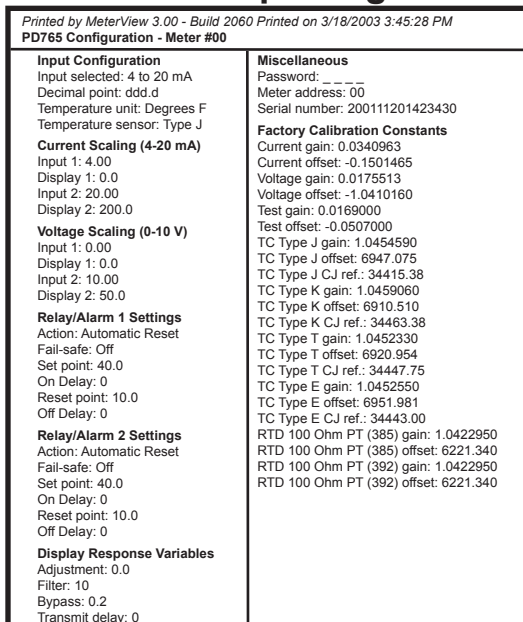 Printed by MeterView 3.00 - Build 2060 Printed on 3/18/2003 3:45:28 PM
PD765 Configuration - Meter #00
Input Configuration
Input selected: 4 to 20 mA
Decimal point: ddd.d
Temperature unit: Degrees F
Temperature sensor: Type J
Current Scaling (4-20 mA)
Input 1: 4.00
Display 1: 0.0
Input 2: 20.00
Display 2: 200.0
Voltage Scaling (0-10 V)
Input 1: 0.00
Display 1: 0.0
Input 2: 10.00
Display 2: 50.0
Relay/Alarm 1 Settings
Action: Automatic Reset
Fail-safe: Off
Set point: 40.0
On Delay: 0
Reset point: 10.0
Off Delay: 0
Relay/Alarm 2 Settings
Action: Automatic Reset
Fail-safe: Off
Set point: 40.0
On Delay: 0
Reset point: 10.0
Off Delay: 0
Display Response Variables
Adjustment: 0.0
Filter: 10
Bypass: 0.2
Transmit delay: 0
Miscellaneous
Password: _ _ _ _
Meter address: 00
Serial number: 200111201423430
Factory Calibration Constants
Current gain: 0.0340963
Current offset: -0.1501465
Voltage gain: 0.0175513
Voltage offset: -1.0410160
Test gain: 0.0169000
Test offset: -0.0507000
TC Type J gain: 1.0454590
TC Type J offset: 6947.075
TC Type J CJ ref.: 34415.38
TC Type K gain: 1.0459060
TC Type K offset: 6910.510
TC Type K CJ ref.: 34463.38
TC Type T gain: 1.0452330
TC Type T offset: 6920.954
TC Type T CJ ref.: 34447.75
TC Type E gain: 1.0452550
TC Type E offset: 6951.981
TC Type E CJ ref.: 34443.00
RTD 100 Ohm PT (385) gain: 1.0422950
RTD 100 Ohm PT (385) offset: 6221.340
RTD 100 Ohm PT (392) gain: 1.0422950
RTD 100 Ohm PT (392) offset: 6221.340